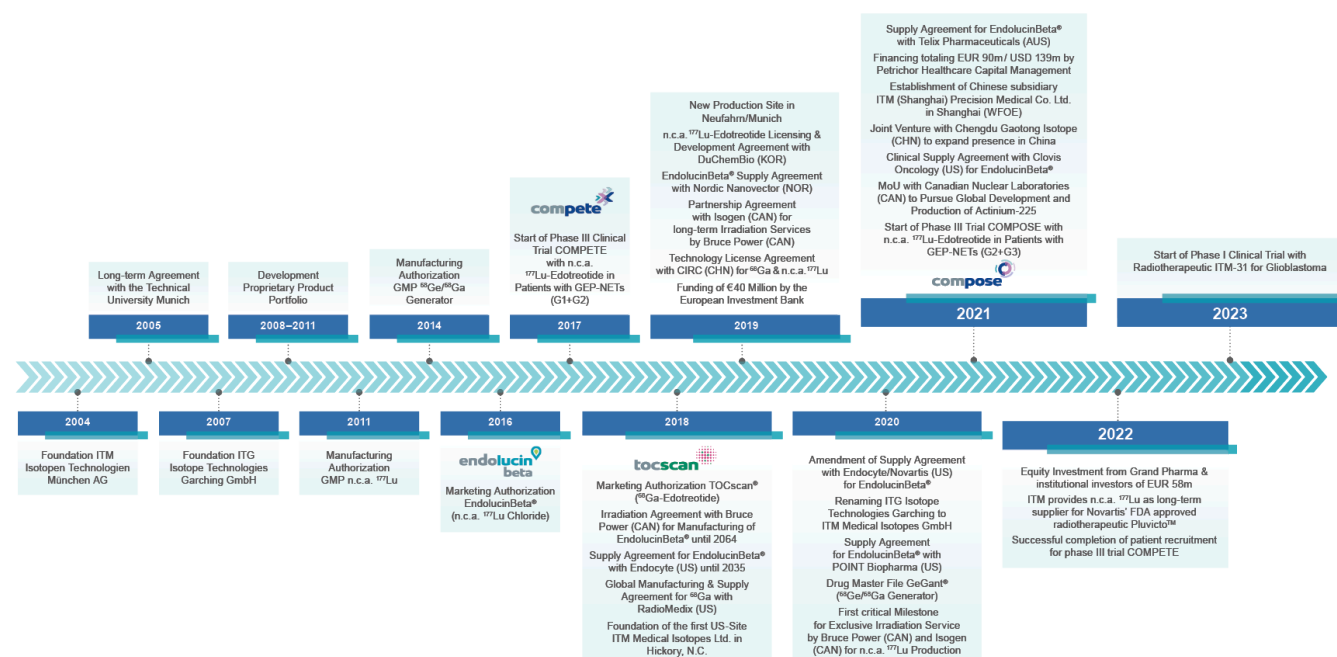 Long-term Agreement
with the Technical
University Munich
2005
Development
Proprietary Product
Portfolio
2008–2011
Manufacturing
Authorization
GMP ⁶⁸Ge/⁶⁸Ga
Generator
2014
compete
Start of Phase III Clinical
Trial COMPETE
with n.c.a.
¹⁷⁷Lu-Edotreotide in
Patients with GEP-NETs
(G1+G2)
2017
New Production Site in
Neufahrn/Munich
n.c.a. ¹⁷⁷Lu-Edotreotide Licensing &
Development Agreement with
DuChemBio (KOR)
EndolucinBeta® Supply Agreement
with Nordic Nanovector (NOR)
Partnership Agreement
with Isogen (CAN) for
long-term Irradiation Services
by Bruce Power (CAN)
Technology License Agreement
with CIRC (CHN) for ⁶⁸Ga & n.c.a. ¹⁷⁷Lu
Funding of €40 Million by the
European Investment Bank
2019
Supply Agreement for EndolucinBeta®
with Telix Pharmaceuticals (AUS)
Financing totaling EUR 90m / USD 139m by
Petrichor Healthcare Capital Management
Establishment of Chinese subsidiary
ITM (Shanghai) Precision Medical Co. Ltd.
in Shanghai (WFOE)
Joint Venture with Chengdu Gaotong Isotope
(CHN) to expand presence in China
Clinical Supply Agreement with Clovis
Oncology (US) for EndolucinBeta®
MoU with Canadian Nuclear Laboratories
(CAN) to Pursue Global Development and
Production of Actinium-225
Start of Phase III Trial COMPOSE with
n.c.a. ¹⁷⁷Lu-Edotreotide in Patients with
GEP-NETs (G2+G3)
compose
2021
Start of Phase I Clinical Trial with
Radiotherapeutic ITM-31 for Glioblastoma
2023
2004
Foundation ITM
Isotopen Technologien
München AG
2007
Foundation ITG
Isotope Technologies
Garching GmbH
2011
Manufacturing
Authorization
GMP n.c.a. ¹⁷⁷Lu
2016
endolucin
beta
Marketing Authorization
EndolucinBeta®
(n.c.a. ¹⁷⁷Lu Chloride)
2018
tocscan
Marketing Authorization TOCscan®
(⁶⁸Ga-Edotreotide)
Irradiation Agreement with Bruce
Power (CAN) for Manufacturing of
EndolucinBeta® until 2064
Supply Agreement for EndolucinBeta®
with Endocyte (US) until 2035
Global Manufacturing & Supply
Agreement for ⁶⁸Ga with
RadioMedix (US)
Foundation of the first US-Site
ITM Medical Isotopes Ltd. in
Hickory, N.C.
2020
Amendment of Supply Agreement
with Endocyte/Novartis (US)
for EndolucinBeta®
Renaming ITG Isotope
Technologies Garching to
ITM Medical Isotopes GmbH
Supply Agreement
for EndolucinBeta® with
POINT Biopharma (US)
Drug Master File GeGant®
(⁶⁸Ge/⁶⁸Ga Generator)
First critical Milestone
for Exclusive Irradiation Service
by Bruce Power (CAN) and Isogen
(CAN) for n.c.a. ¹⁷⁷Lu Production
2022
Equity Investment from Grand Pharma &
institutional investors of EUR 58m
ITM provides n.c.a. ¹⁷⁷Lu as long-term
supplier for Novartis' FDA approved
radiotherapeutic Pluvicto™
Successful completion of patient recruitment
for phase III trial COMPETE